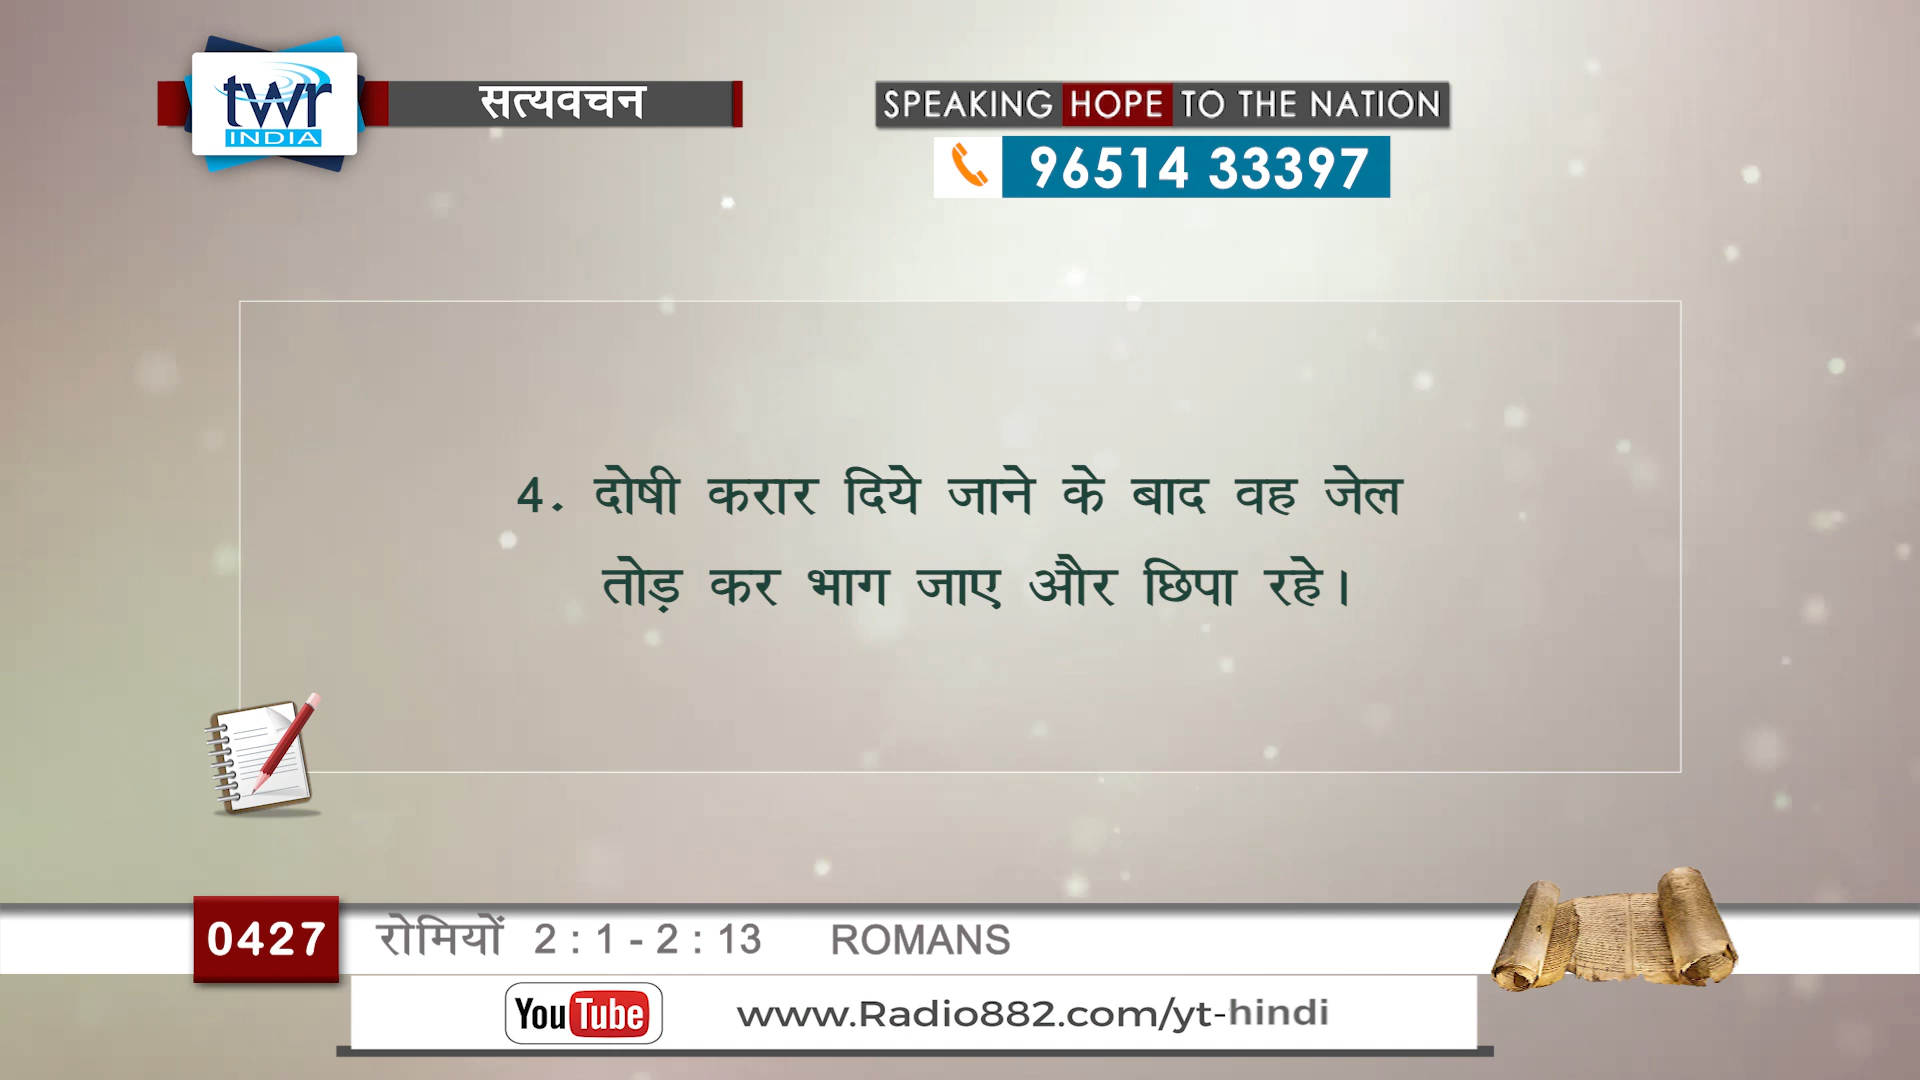 twr
INDIA
सत्यवचन
SPEAKING HOPE TO THE NATION
96514 33397
4. दोषी करार दिये जाने के बाद वह जेल
तोड़ कर भाग जाए और छिपा रहे।
0427
रोमियों 2 : 1 - 2 : 13 ROMANS
YouTube
www.Radio882.com/yt-hindi